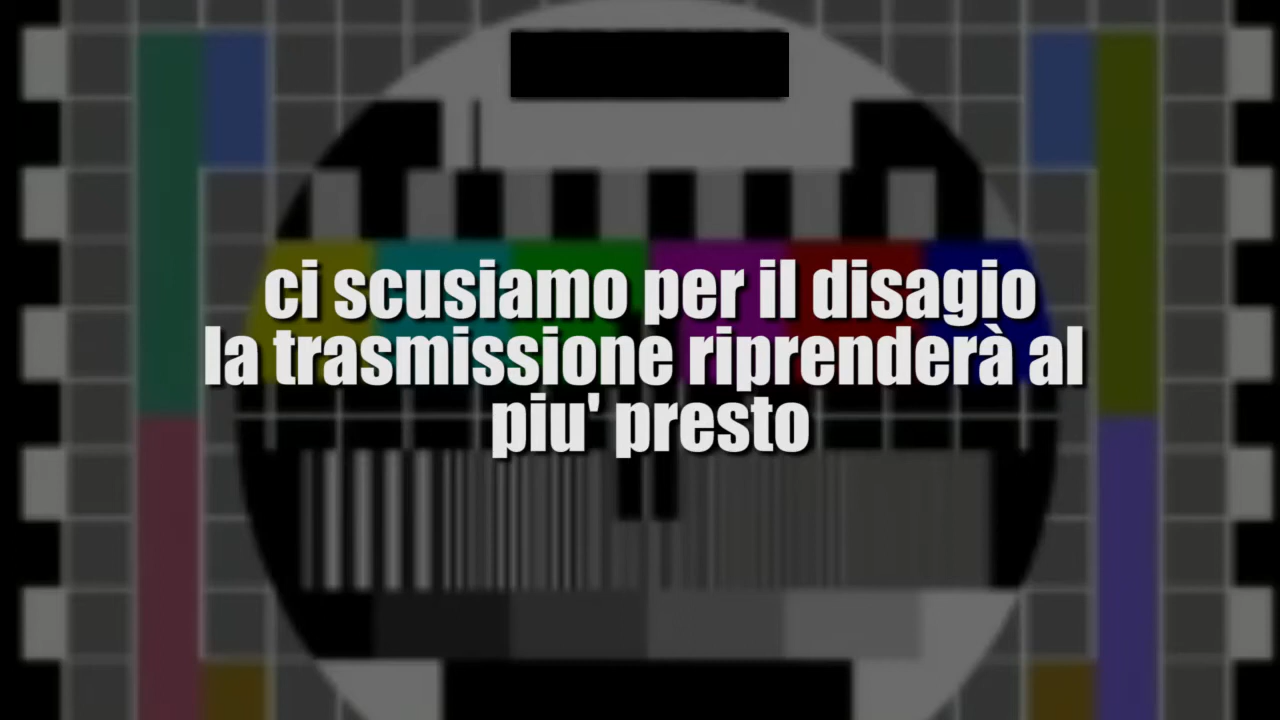 ci scusiamo per il disagio
la trasmissione riprenderà al
piu' presto